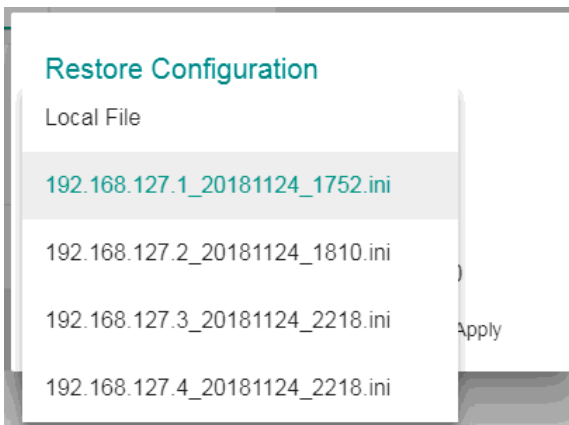 Restore Configuration
Local File
192.168.127.1_20181124_1752.ini
192.168.127.2_20181124_1810.ini
192.168.127.3_20181124_2218.ini
Apply
192.168.127.4_20181124_2218.ini